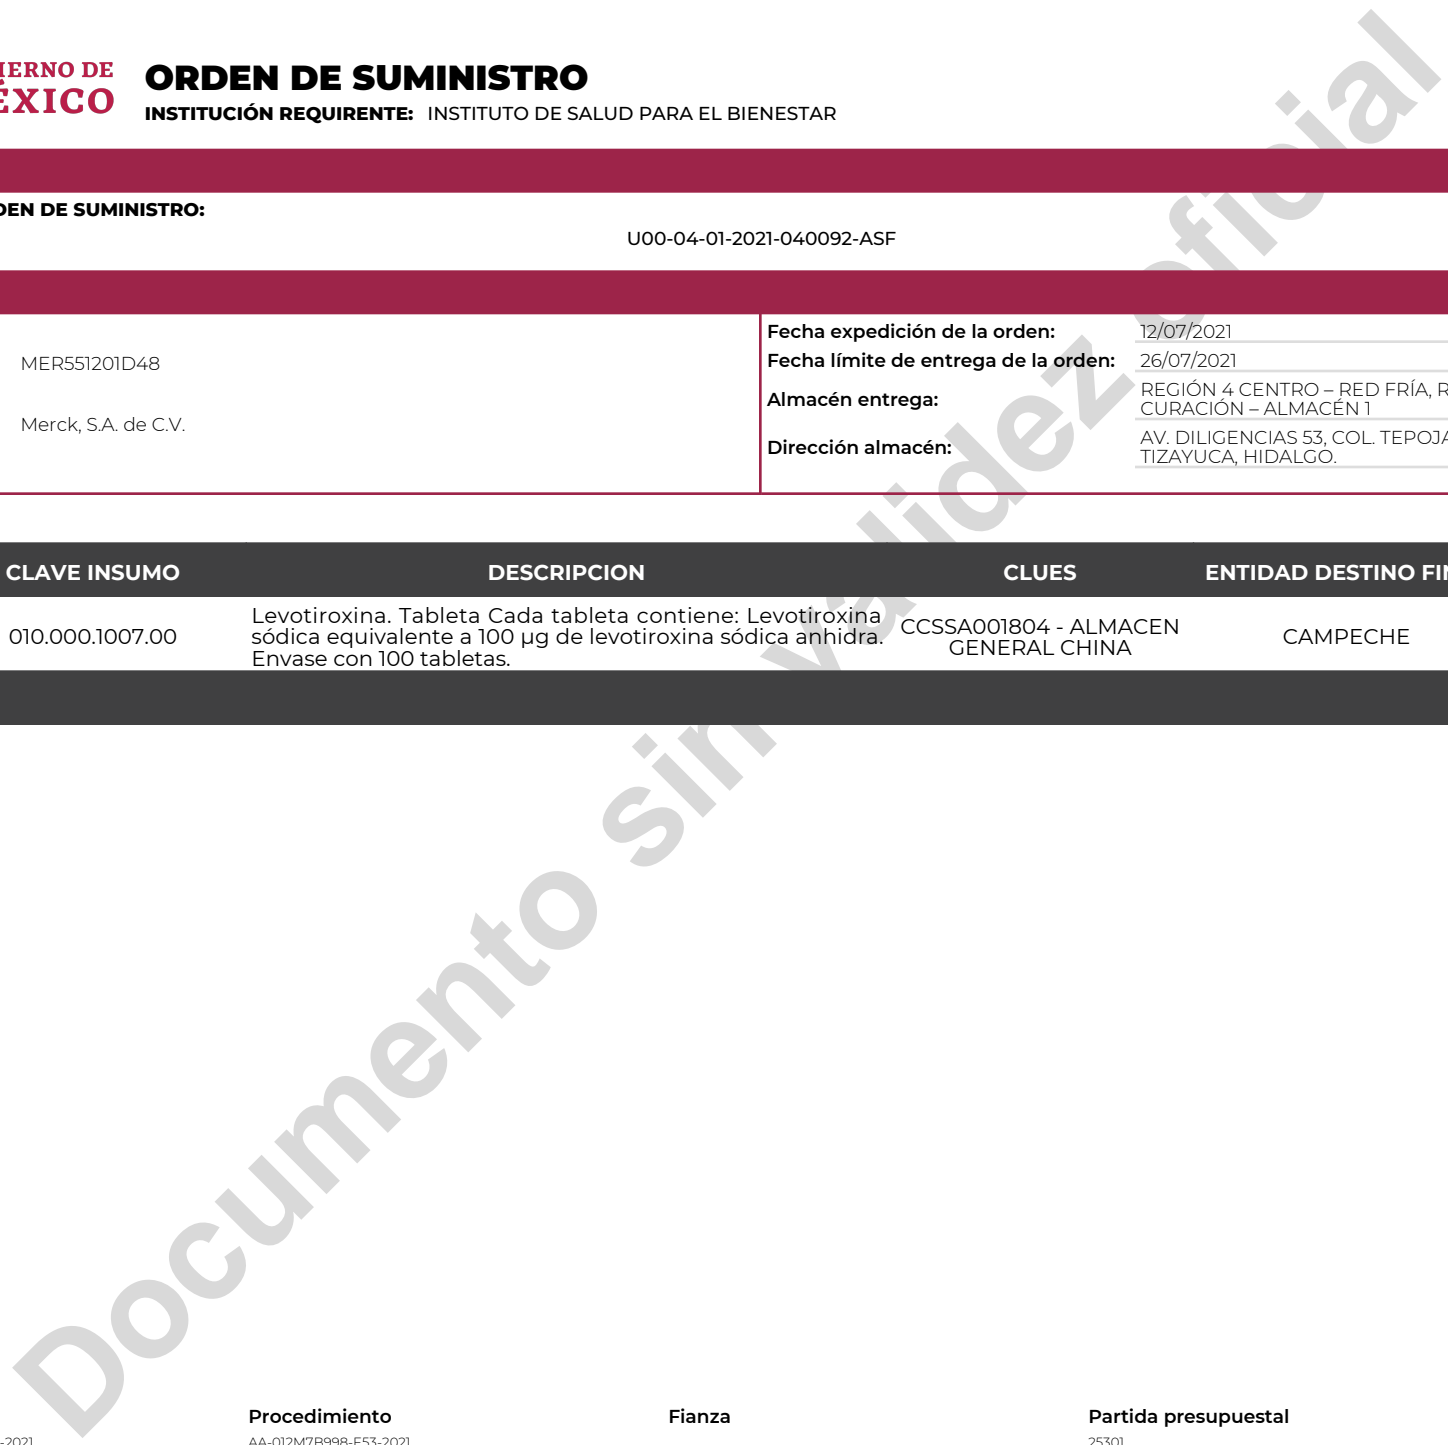 ORDEN DE SUMINISTRO
INSTITUCIÓN REQUIRENTE: INSTITUTO DE SALUD PARA EL BIENESTAR
DE
DE SUMINISTRO:
U00-04-01-2021-040092-ASF
MER551201D48
Merck, S.A. de C.V.
Fecha expedición de la orden: 12/07/2021
Fecha límite de entrega de la orden: 26/07/2021
Almacén entrega: REGIÓN 4 CENTRO – RED FRÍA,
CURACIÓN – ALMACÉN 1
Dirección almacén: AV. DILIGENCIAS 53, COL.
TIZAYUCA, HIDALGO.
CLAVE INSUMO DESCRIPCION CLUES ENTIDAD DESTINO
010.000.1007.00
Levotiroxina. Tableta Cada tableta contiene: Levotiroxina
sódica equivalente a 100 µg de levotiroxina sódica anhidra.
Envase con 100 tabletas.
CCSSA001804 - ALMACEN
GENERAL CHINA
CAMPECHE
Documento sin validez oficial
Procedimiento Fianza Partida presupuestal
-2021 AA-012M7B998-E53-2021 25301